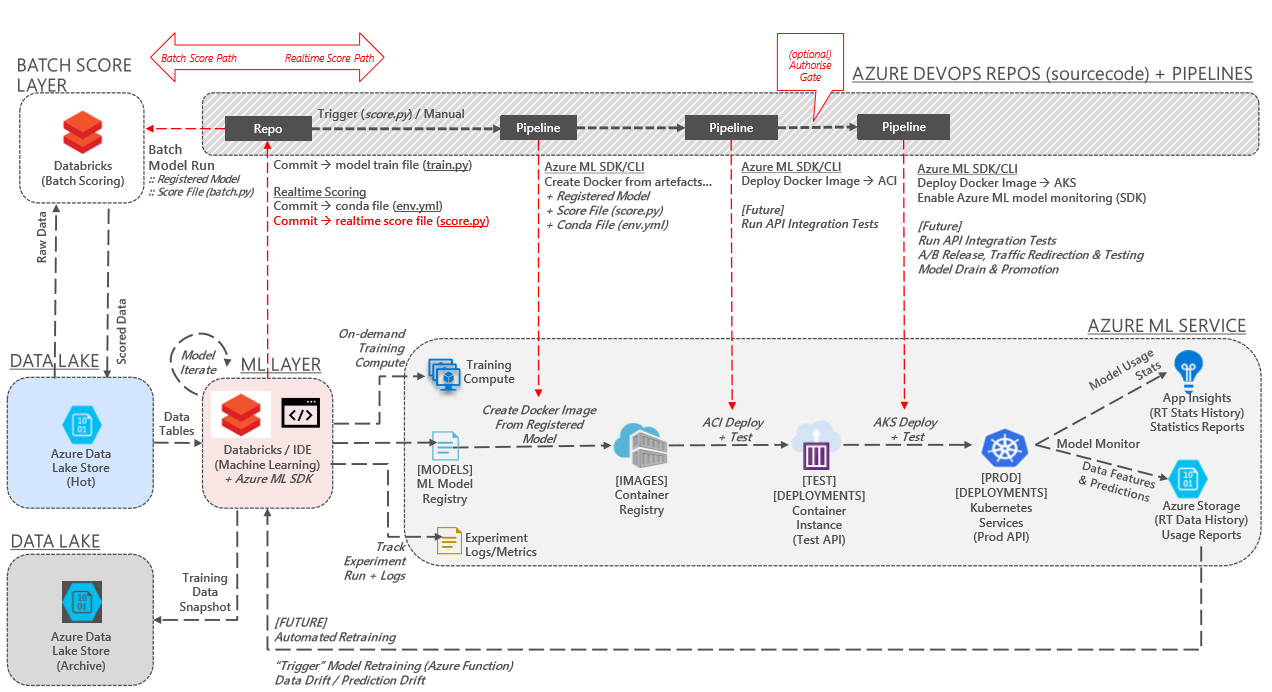 Batch Score Path
Realtime Score Path
(optional)
Authorise
Gate
BATCH SCORE
LAYER
AZURE DEVOPS REPOS (sourcecode) + PIPELINES
Databricks
(Batch Scoring)
Repo
Trigger (score.py) / Manual
Pipeline
Pipeline
Pipeline
Batch
Model Run
:: Registered Model
:: Score File (batch.py)
Commit → model train file (train.py)
Realtime Scoring
Commit → conda file (env.yml)
Commit → realtime score file (score.py)
Azure ML SDK/CLI
Create Docker from artefacts...
+ Registered Model
+ Score File (score.py)
+ Conda File (env.yml)
Azure ML SDK/CLI
Deploy Docker Image → ACI
[Future]
Run API Integration Tests
Azure ML SDK/CLI
Deploy Docker Image → AKS
Enable Azure ML model monitoring (SDK)
[Future]
Run API Integration Tests
A/B Release, Traffic Redirection & Testing
Model Drain & Promotion
Raw Data
Scored Data
DATA LAKE
Azure Data
Lake Store
(Hot)
Data
Tables
Model
Iterate
ML LAYER
Databricks / IDE
(Machine Learning)
+ Azure ML SDK
On-demand
Training
Compute
AZURE ML SERVICE
Training
Compute
Create Docker Image
From Registered
Model
ACI Deploy
+ Test
AKS Deploy
+ Test
[MODELS]
ML Model
Registry
[IMAGES]
Container
Registry
[TEST]
[DEPLOYMENTS]
Container
Instance
(Test API)
[PROD]
[DEPLOYMENTS]
Kubernetes
Services
(Prod API)
Model Usage
Stats
App Insights
(RT Stats History)
Statistics Reports
Model Monitor
Data Features
& Predictions
Azure Storage
(RT Data History)
Usage Reports
Experiment
Logs/Metrics
Track
Experiment
Run + Logs
DATA LAKE
Azure Data
Lake Store
(Archive)
Training
Data
Snapshot
[FUTURE]
Automated Retraining
"Trigger" Model Retraining (Azure Function)
Data Drift / Prediction Drift